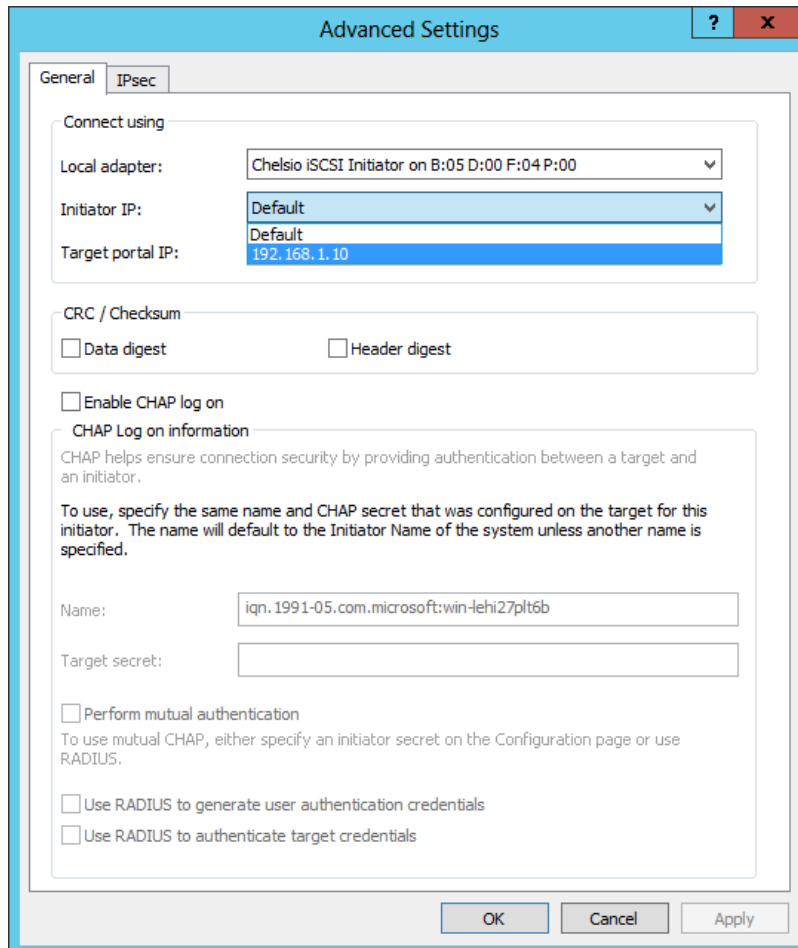 Advanced Settings
?
x
General
IPsec
Connect using
Local adapter:
Chelsio iSCSI Initiator on B:05 D:00 F:04 P:00
Initiator IP:
Default
Default
Target portal IP:
192.168.1.10
CRC / Checksum
Data digest
Header digest
Enable CHAP log on
CHAP Log on information
CHAP helps ensure connection security by providing authentication between a target and
an initiator.
To use, specify the same name and CHAP secret that was configured on the target for this
initiator. The name will default to the Initiator Name of the system unless another name is
specified.
Name:
iqn.1991-05.com.microsoft:win-lehi27plt6b
Target secret:
Perform mutual authentication
To use mutual CHAP, either specify an initiator secret on the Configuration page or use
RADIUS.
Use RADIUS to generate user authentication credentials
Use RADIUS to authenticate target credentials
OK
Cancel
Apply